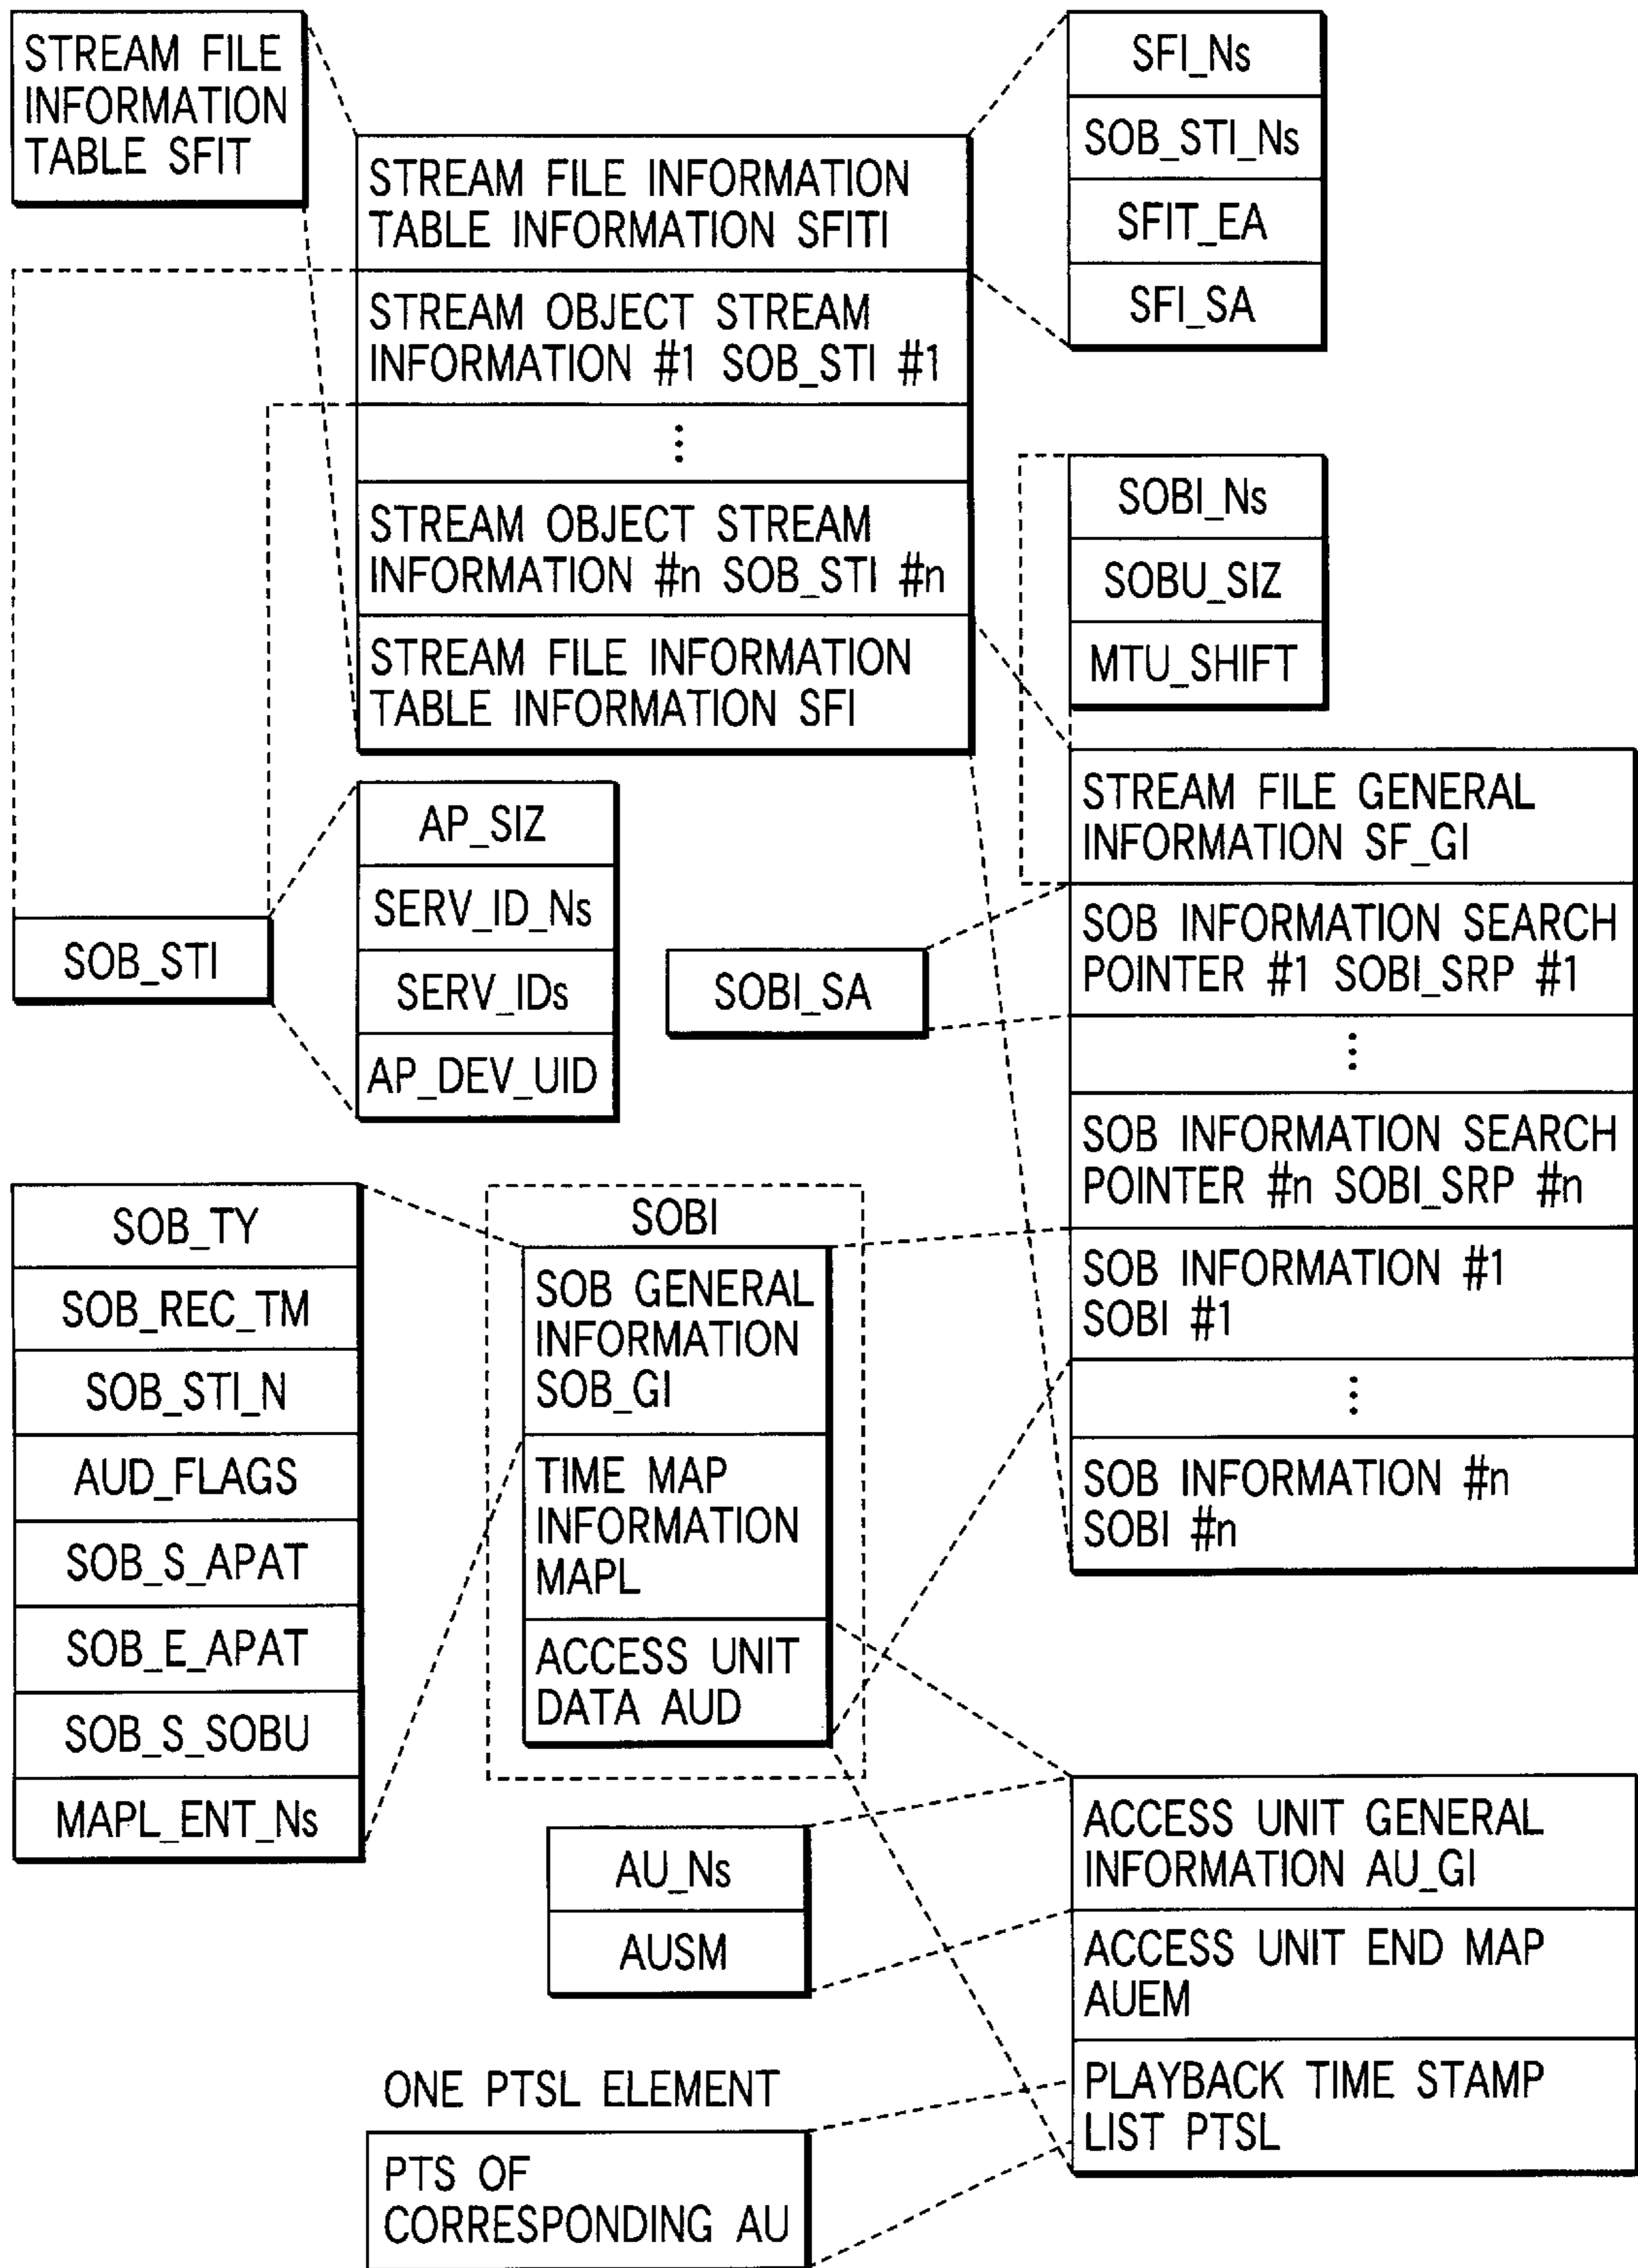 STREAM FILE
INFORMATION
TABLE SFIT
STREAM FILE INFORMATION
TABLE INFORMATION SFITI
STREAM OBJECT STREAM
INFORMATION #1 SOB_STI #1
⋮
STREAM OBJECT STREAM
INFORMATION #n SOB_STI #n
STREAM FILE INFORMATION
TABLE INFORMATION SFI
SFI_Ns
SOB_STI_Ns
SFIT_EA
SFI_SA
SOBI_Ns
SOBU_SIZ
MTU_SHIFT
STREAM FILE GENERAL
INFORMATION SF_GI
SOB INFORMATION SEARCH
POINTER #1 SOBI_SRP #1
⋮
SOB INFORMATION SEARCH
POINTER #n SOBI_SRP #n
SOB INFORMATION #1
SOBI #1
⋮
SOB INFORMATION #n
SOBI #n
SOB_STI
AP_SIZ
SERV_ID_Ns
SERV_IDs
AP_DEV_UID
SOBI_SA
SOB_TY
SOB_REC_TM
SOB_STI_N
AUD_FLAGS
SOB_S_APAT
SOB_E_APAT
SOB_S_SOBU
MAPL_ENT_Ns
SOBI
SOB GENERAL
INFORMATION
SOB_GI
TIME MAP
INFORMATION
MAPL
ACCESS UNIT
DATA AUD
AU_Ns
AUSM
ACCESS UNIT GENERAL
INFORMATION AU_GI
ACCESS UNIT END MAP
AUEM
PLAYBACK TIME STAMP
LIST PTSL
ONE PTSL ELEMENT
PTS OF
CORRESPONDING AU